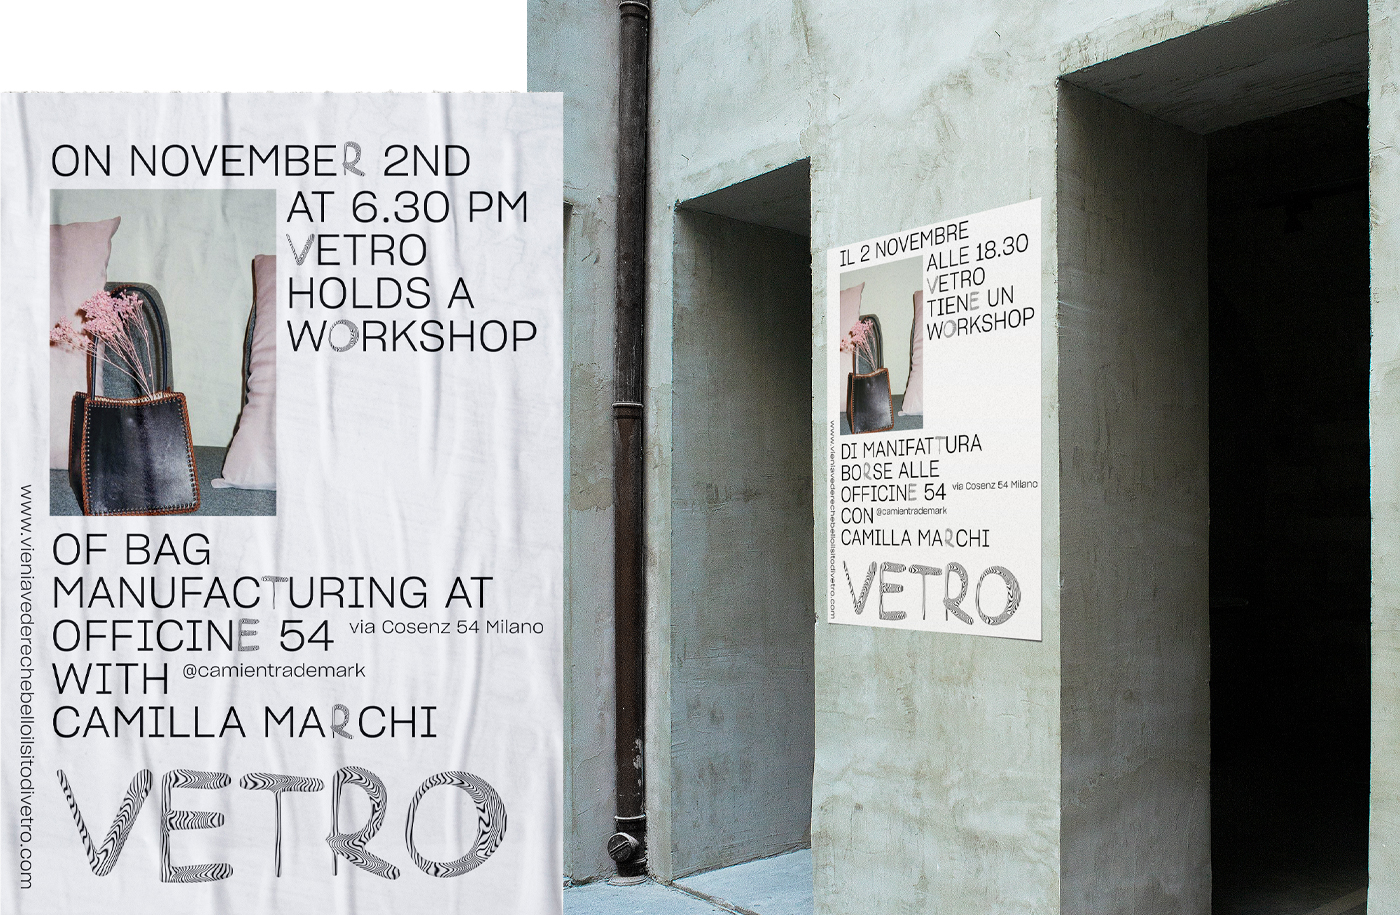 ON NOVEMBER 2ND
AT 6.30 PM
VETRO
HOLDS A
WORKSHOP
OF BAG
MANUFACTURING AT
OFFICINE 54 via Cosenz 54 Milano
WITH @camientrademark
CAMILLA MARCHI
VETRO
www.vieniavederechebelloilsitodivetro.com
IL 2 NOVEMBRE
ALLE 18.30
VETRO
TIENE UN
WORKSHOP
DI MANIFATTURA
BORSE ALLE
OFFICINE 54 via Cosenz 54 Milano
CON @camientrademark
CAMILLA MARCHI
VETRO
www.vieniavederechebelloilsitodivetro.com